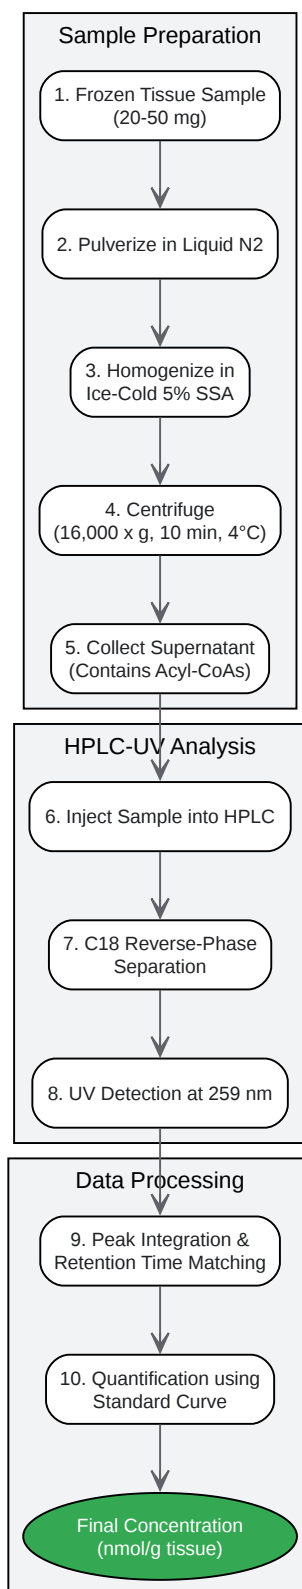 Sample Preparation
1. Frozen Tissue Sample
(20-50 mg)
2. Pulverize in Liquid N2
3. Homogenize in
Ice-Cold 5% SSA
4. Centrifuge
(16,000 x g, 10 min, 4°C)
5. Collect Supernatant
(Contains Acyl-CoAs)
HPLC-UV Analysis
6. Inject Sample into HPLC
7. C18 Reverse-Phase
Separation
8. UV Detection at 259 nm
Data Processing
9. Peak Integration &
Retention Time Matching
10. Quantification using
Standard Curve
Final Concentration
(nmol/g tissue)